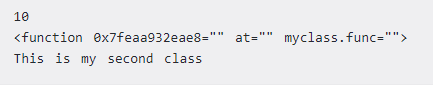 10
<function 0x7feaa932eae8="" at="" myclass.func="">
This is my second class